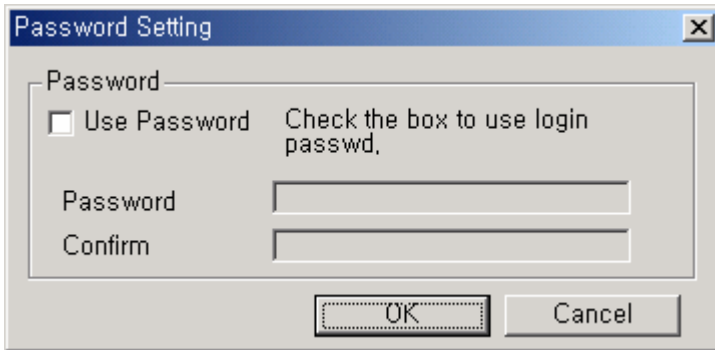 Password Setting
Password
Use Password
Check the box to use login
passwd,
Password
Confirm
OK
Cancel